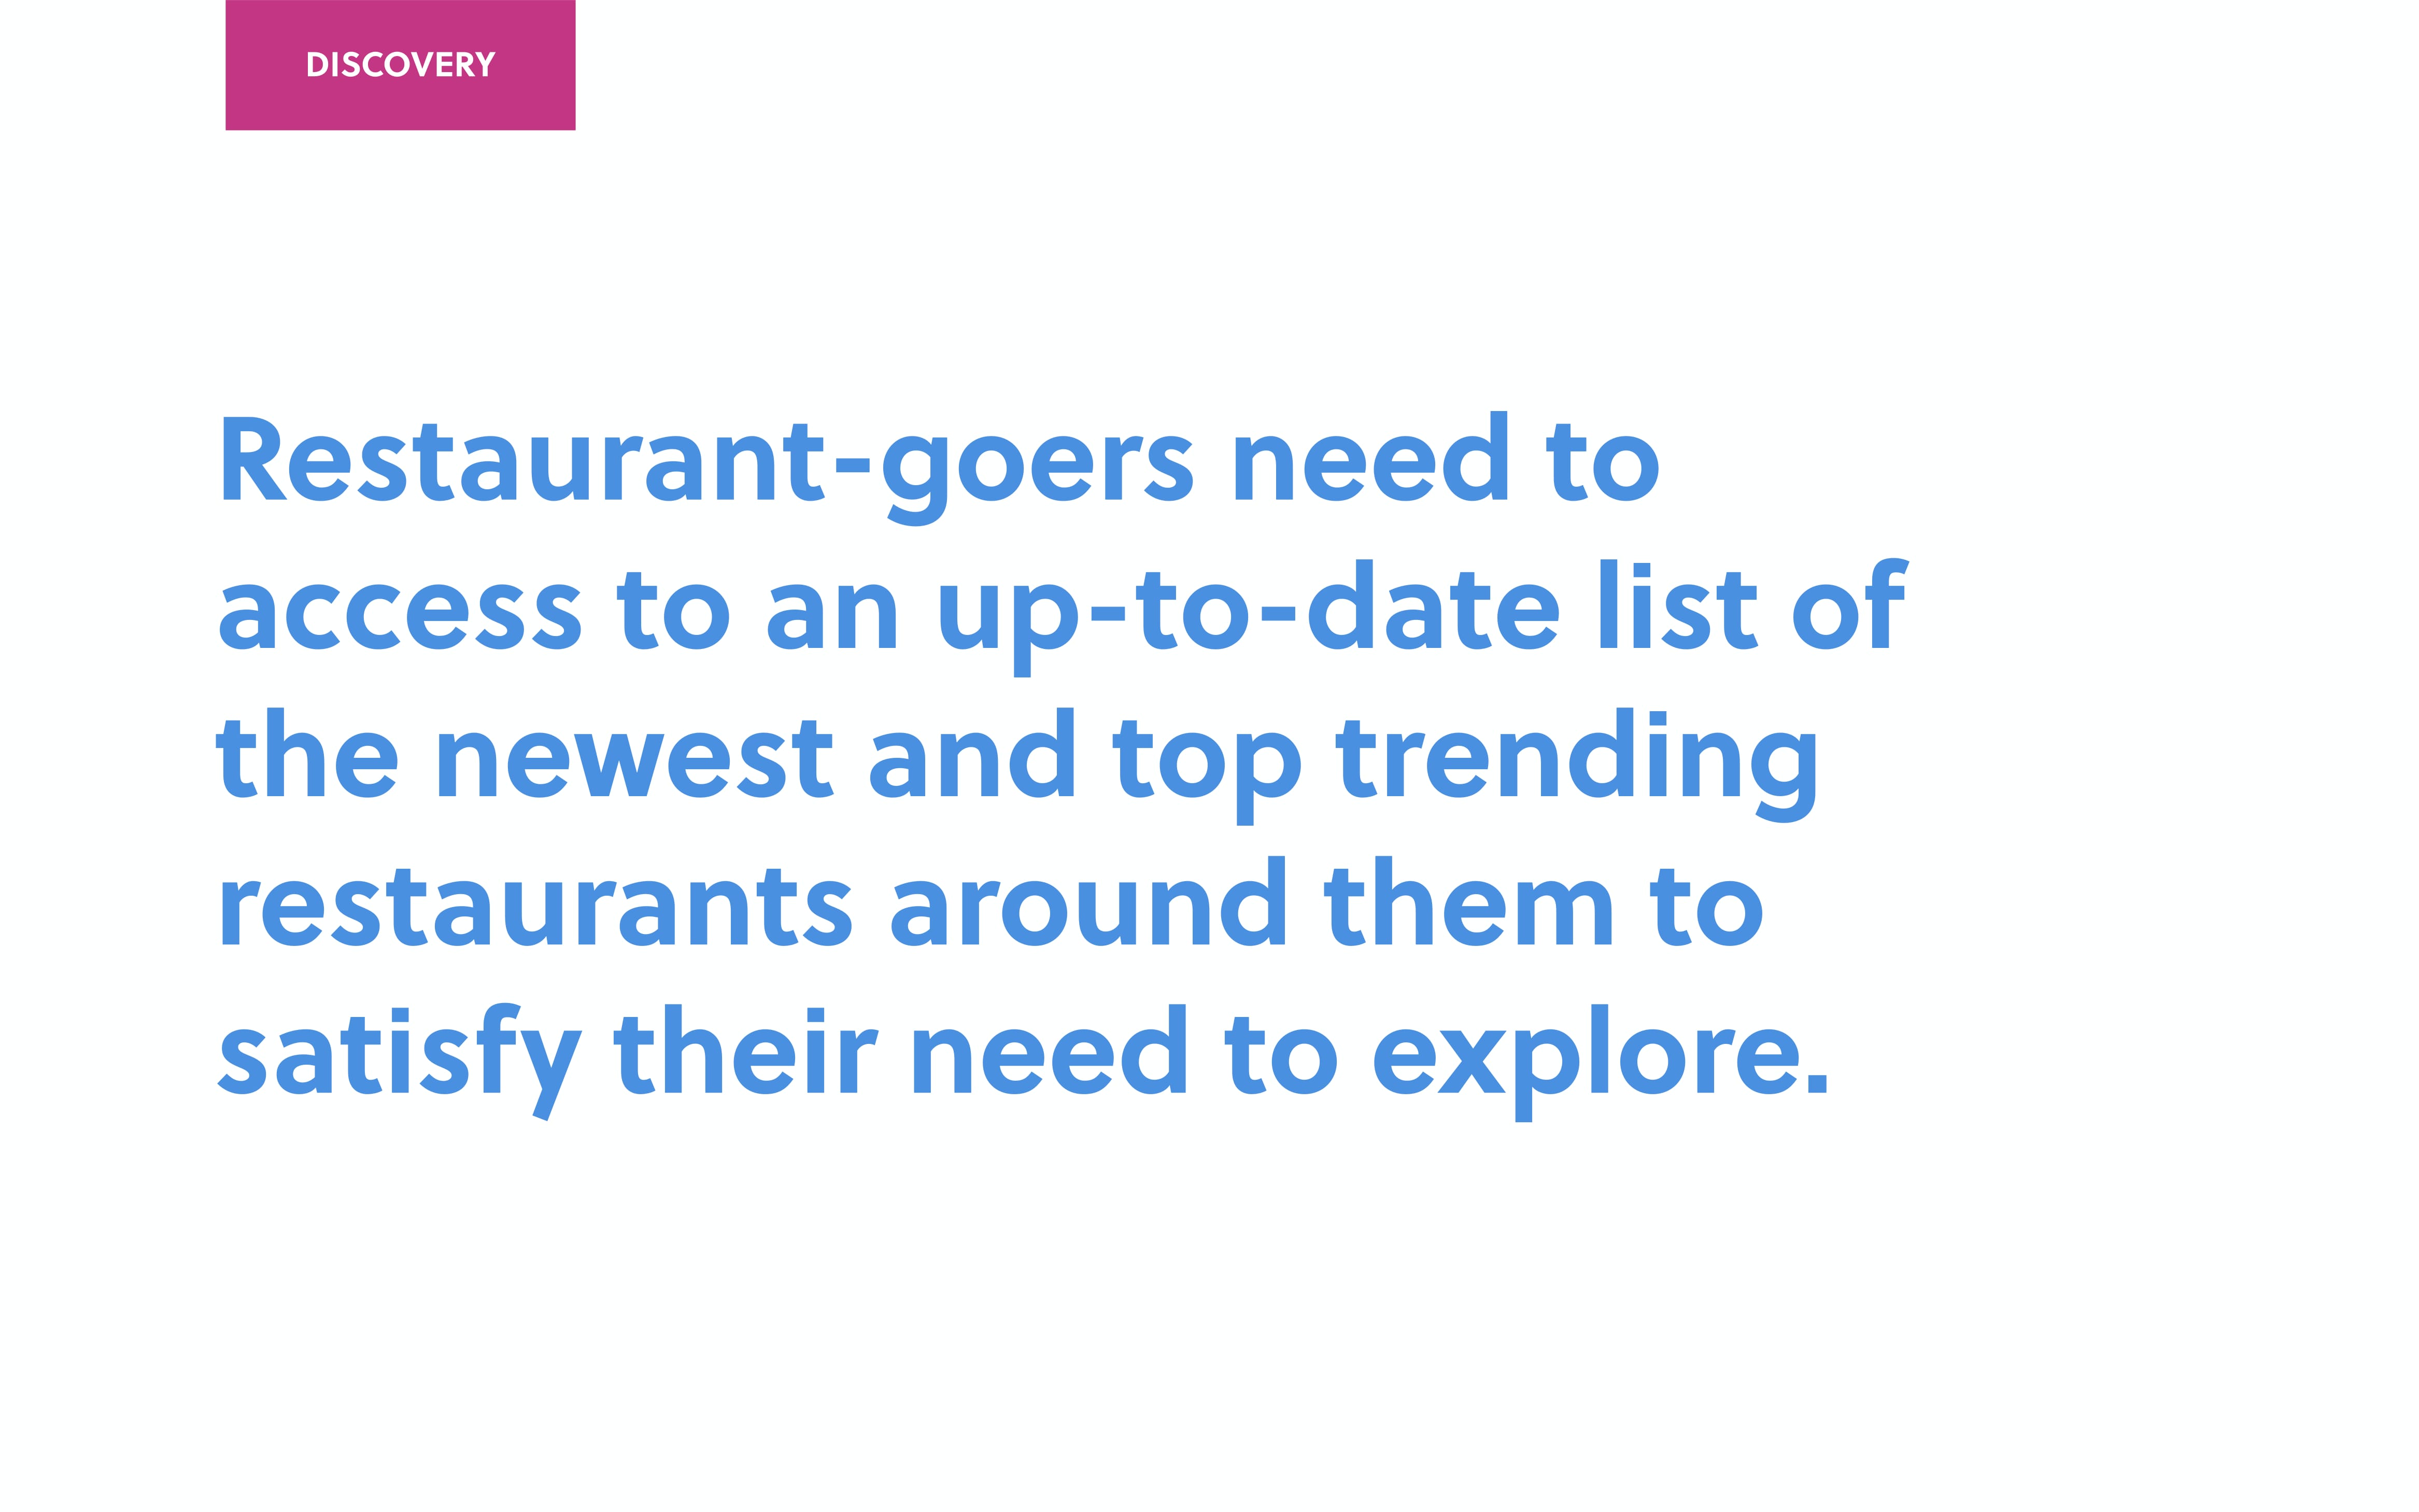 DISCOVERY
Restaurant-goers need to
access to an up-to-date list of
the newest and top trending
restaurants around them to
satisfy their need to explore.